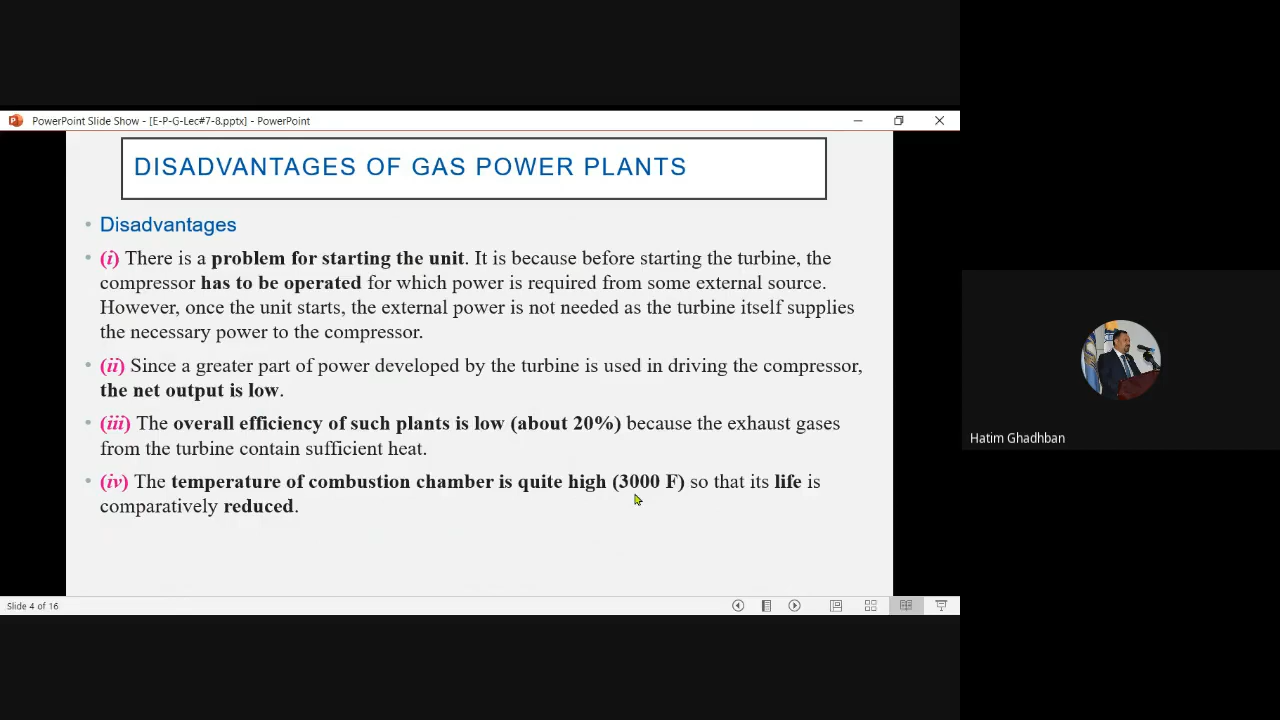 PowerPoint Slide Show - [E-P-G-Lec#7-8.pptx] - PowerPoint
DISADVANTAGES OF GAS POWER PLANTS
• Disadvantages
• (i) There is a problem for starting the unit. It is because before starting the turbine, the
compressor has to be operated for which power is required from some external source.
However, once the unit starts, the external power is not needed as the turbine itself supplies
the necessary power to the compressor.
• (ii) Since a greater part of power developed by the turbine is used in driving the compressor,
the net output is low.
• (iii) The overall efficiency of such plants is low (about 20%) because the exhaust gases
from the turbine contain sufficient heat.
• (iv) The temperature of combustion chamber is quite high (3000 F) so that its life is
comparatively reduced.
Slide 4 of 16
Hatim Ghadhban